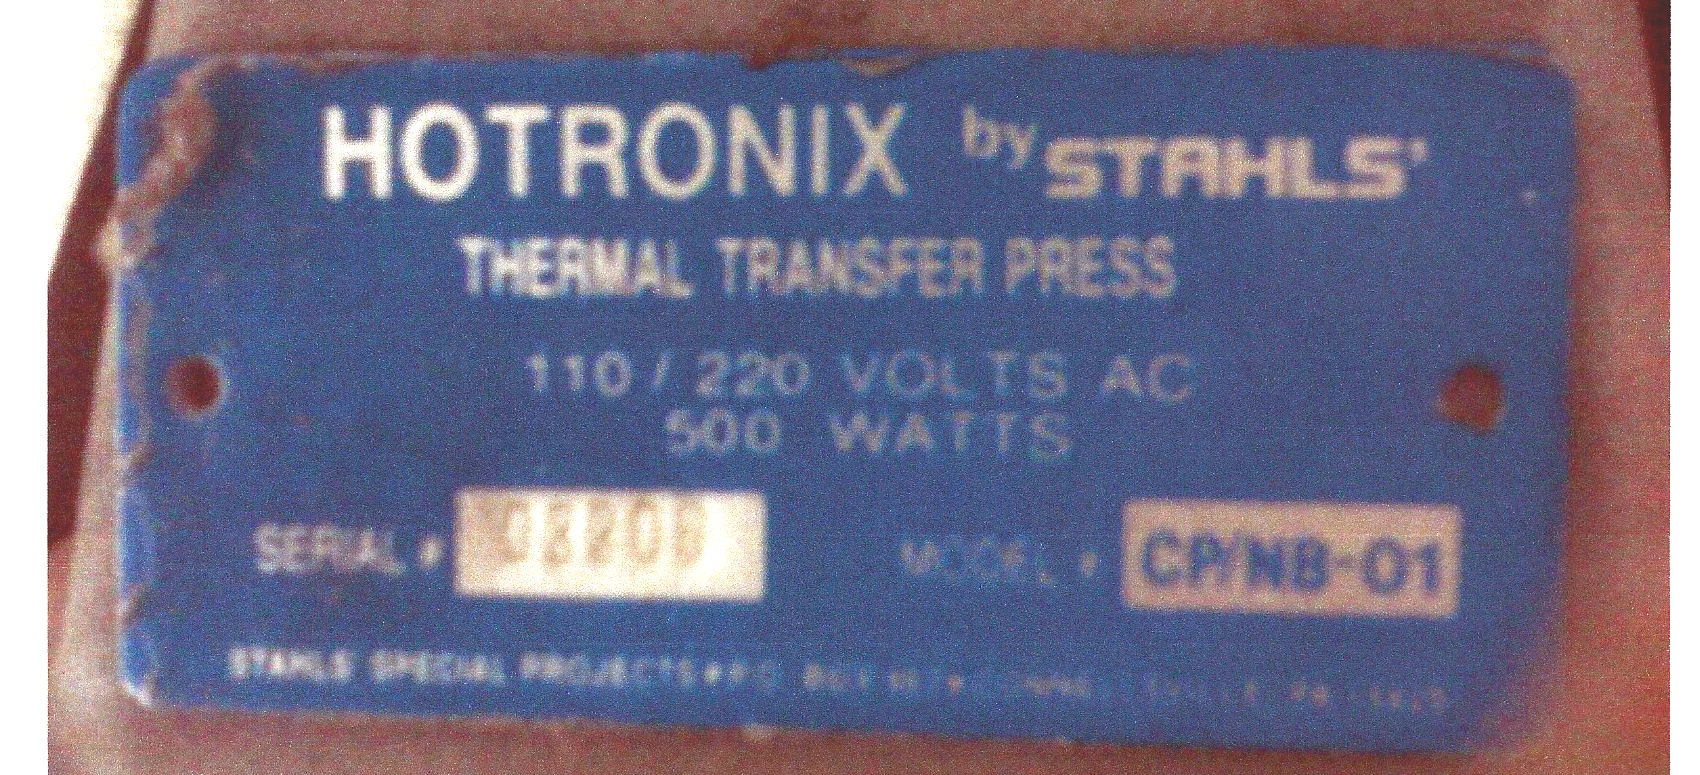 HOTRONIX by STAHLS'
THERMAL TRANSFER PRESS
110 / 220 VOLTS AC
500 WATTS
SERIAL # MODEL # CP/NB-01
STAHLS' SPECIAL PROJECTS P.O. BOX